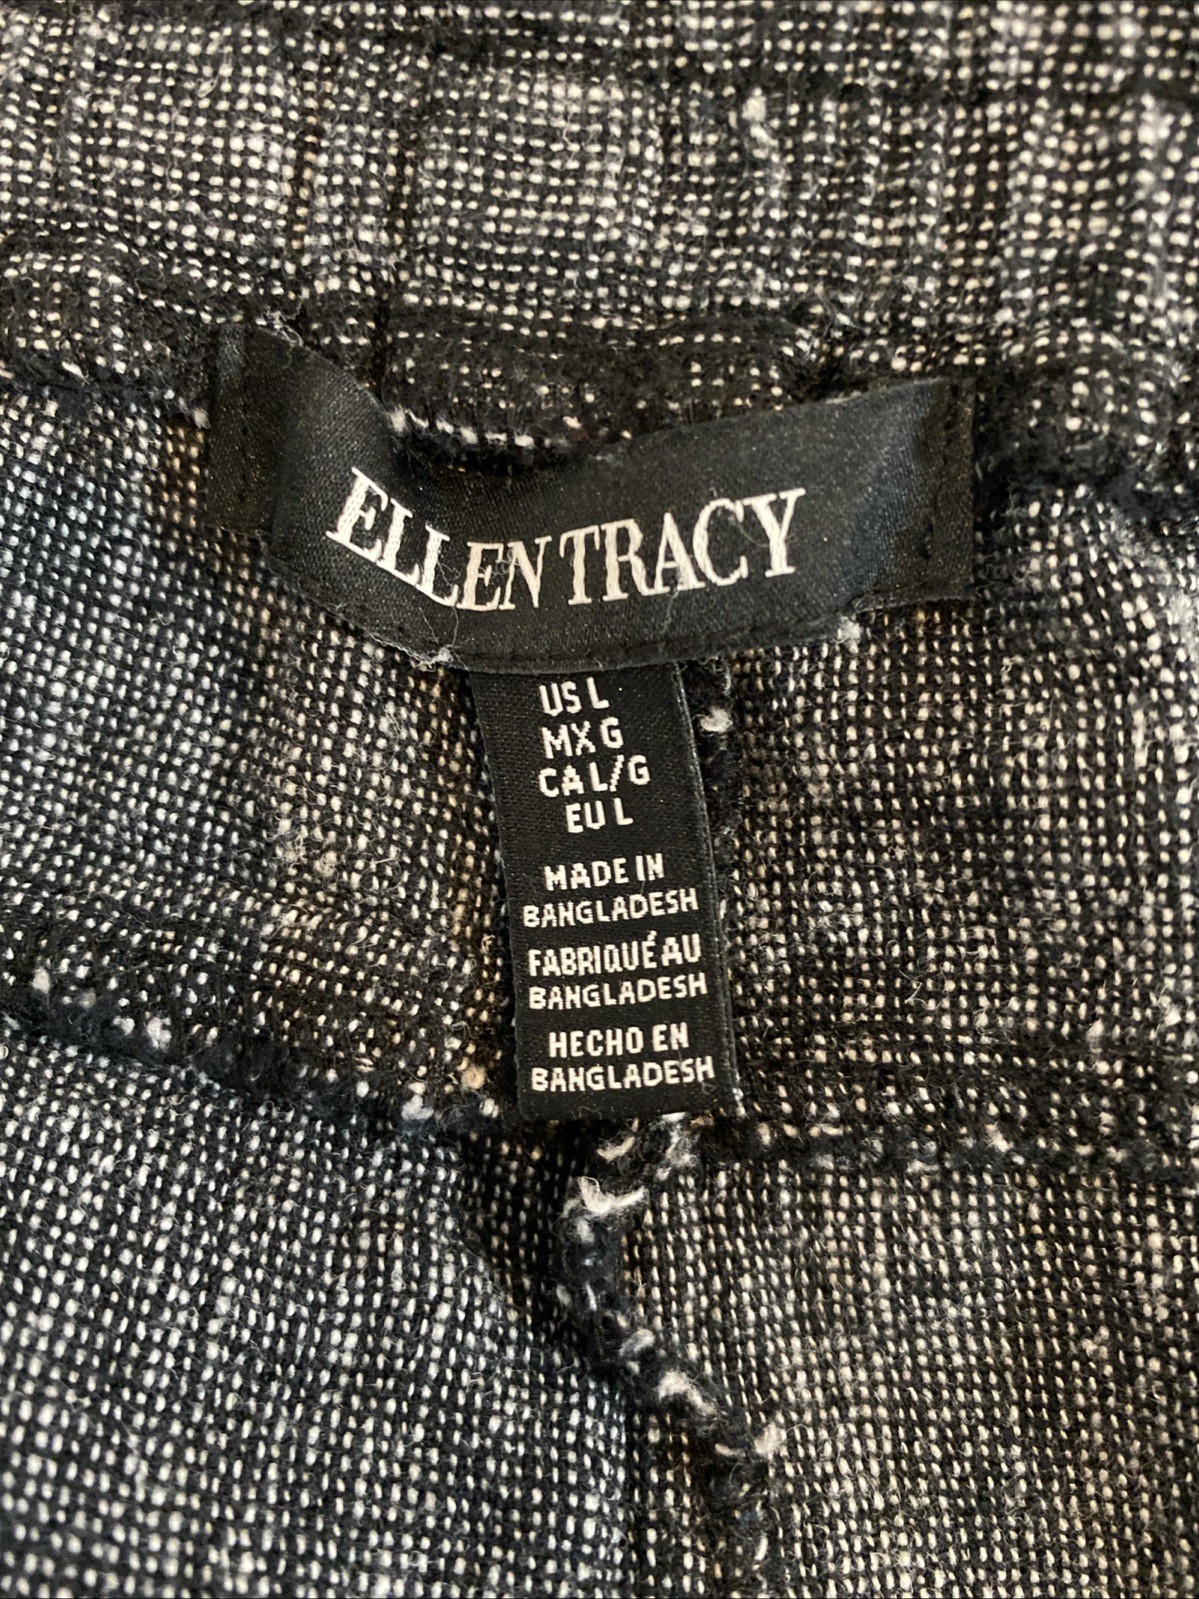 ELLEN TRACY
US L
MX G
CA L/G
EU L
MADE IN
BANGLADESH
FABRIQUÉ AU
BANGLADESH
HECHO EN
BANGLADESH